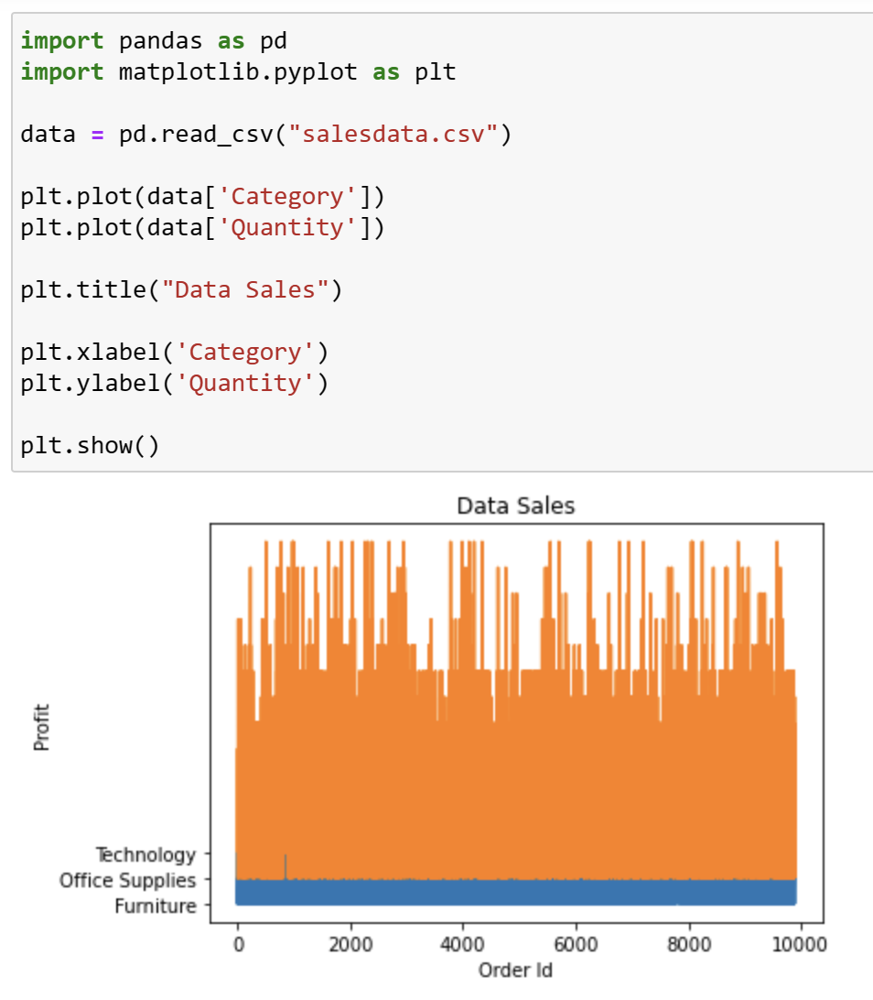 import pandas as pd
import matplotlib.pyplot as plt
data = pd.read_csv("salesdata.csv")
plt.plot(data['Category'])
plt.plot(data['Quantity'])
plt.title("Data Sales")
plt.xlabel('Category')
plt.ylabel('Quantity')
plt.show()
Data Sales
Profit
Technology
Office Supplies
Furniture
0 2000 4000 6000 8000 10000
Order Id